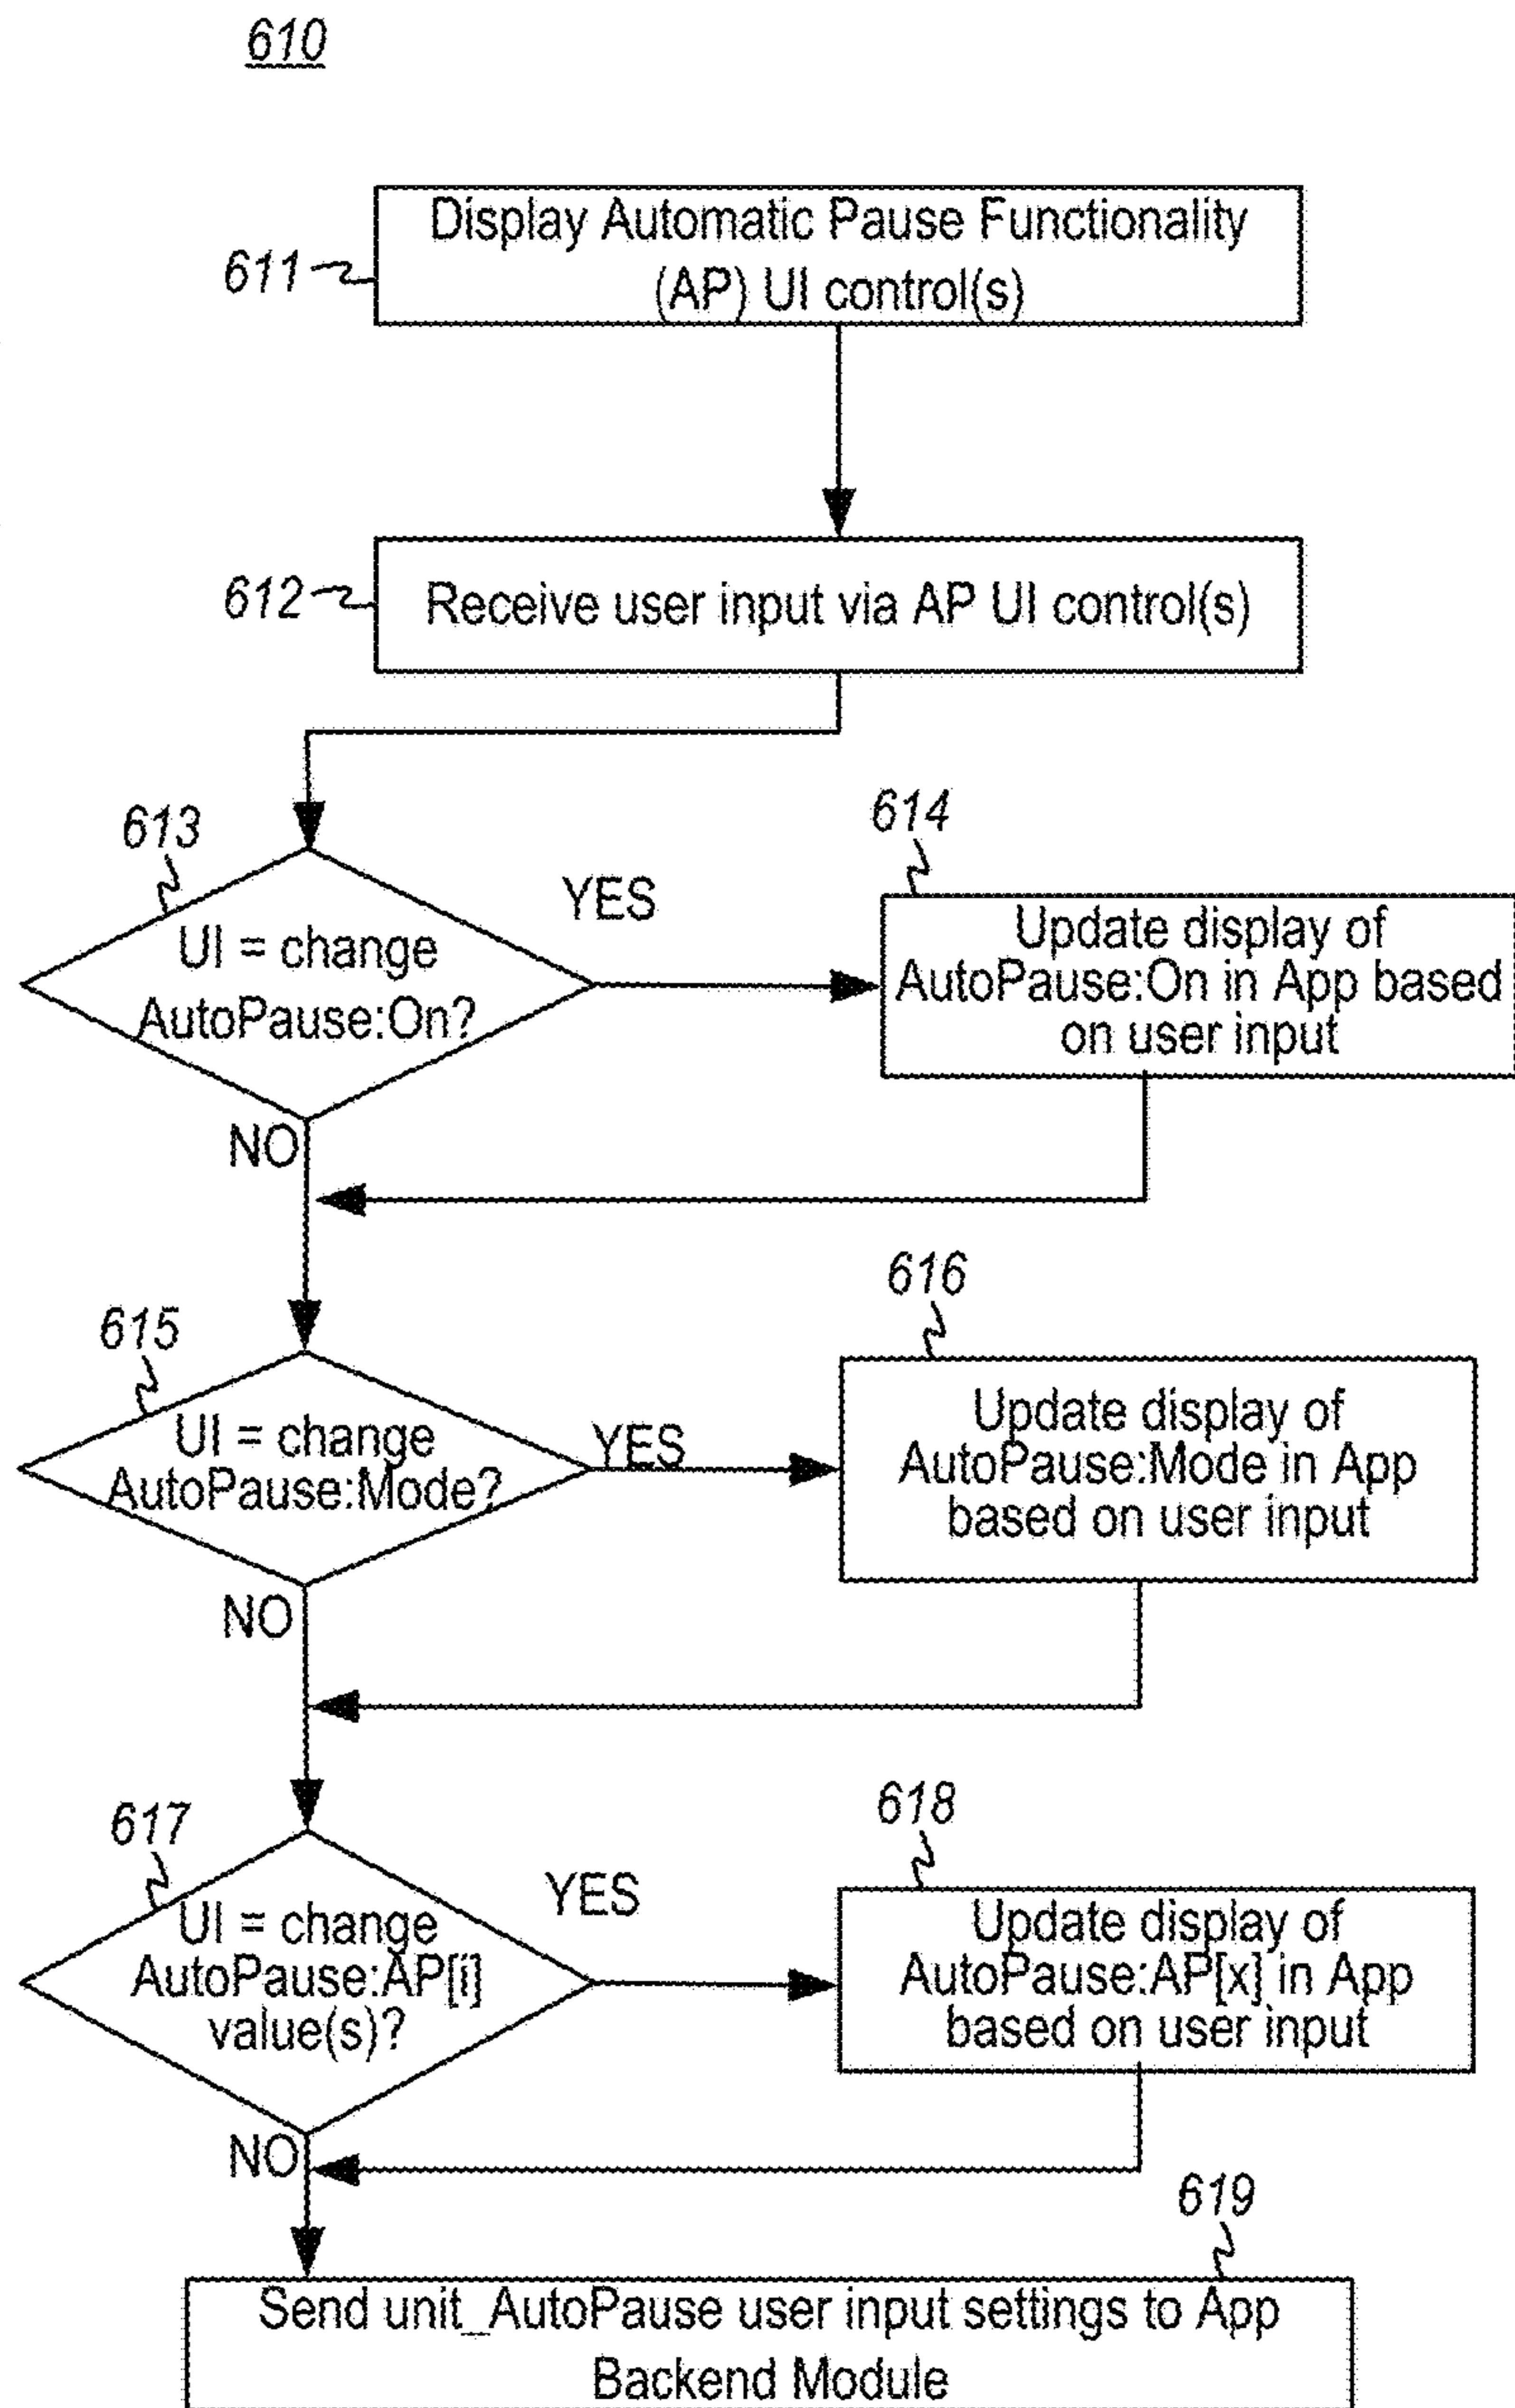 610
Display Automatic Pause Functionality
(AP) UI control(s)
611
Receive user input via AP UI control(s)
612
613
UI = change
AutoPause:On?
YES
NO
614
Update display of
AutoPause:On in App based
on user input
615
UI = change
AutoPause:Mode?
YES
NO
616
Update display of
AutoPause:Mode in App
based on user input
617
UI = change
AutoPause:AP[i]
value(s)?
YES
NO
618
Update display of
AutoPause:AP[x] in App
based on user input
619
Send unit_AutoPause user input settings to App
Backend Module